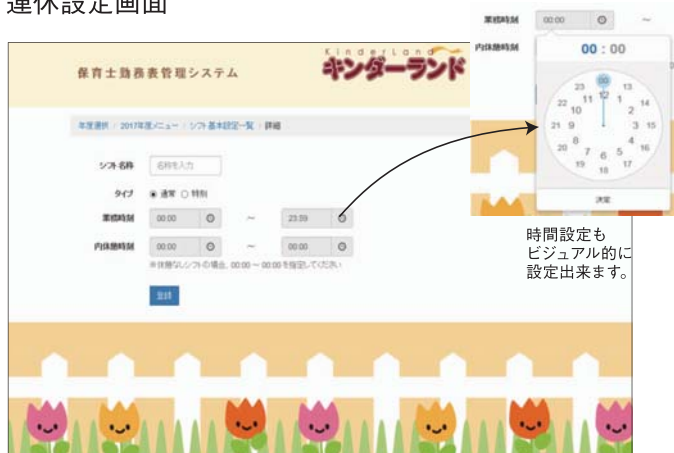 連休設定画面
業務時刻 00:00 ~
内休憩時刻
00 : 00
00 13 14 15 16 17 18 19 20 21 22 23
12 1 2 3 4 5 6 7 8 9 10 11
決定
時間設定も
ビジュアル的に
設定出来ます。
保育士勤務表管理システム
KinderLand
キンダーランド
年度選択 / 2017年度メニュー / シフト基本設定一覧 / 詳細
シフト名称 名称を入力
タイプ 通常 特別
業務時刻 00:00 ~ 23:59
内休憩時刻 00:00 ~ 00:00
※休憩なしシフトの場合、00:00 ~ 00:00を指定してください
登録